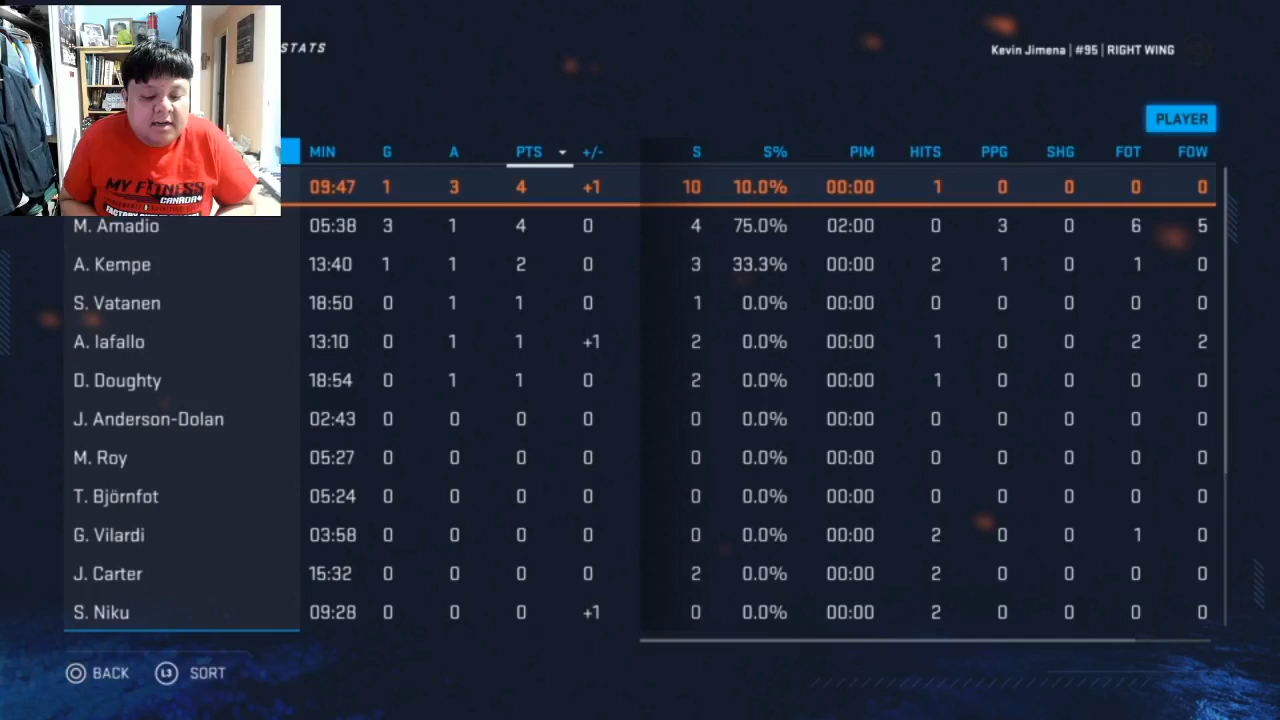 STATS
Kevin Jimena | #95 | RIGHT WING
PLAYER
MIN G A PTS +/- S S% PIM HITS PPG SHG FOT FOW
09:47 1 3 4 +1 10 10.0% 00:00 1 0 0 0 0
M. Amadio 05:38 3 1 4 0 4 75.0% 02:00 0 3 0 6 5
A. Kempe 13:40 1 1 2 0 3 33.3% 00:00 2 1 0 1 0
S. Vatanen 18:50 0 1 1 0 1 0.0% 00:00 0 0 0 0 0
A. Iafallo 13:10 0 1 1 +1 2 0.0% 00:00 1 0 0 2 2
D. Doughty 18:54 0 1 1 0 2 0.0% 00:00 1 0 0 0 0
J. Anderson-Dolan 02:43 0 0 0 0 0 0.0% 00:00 0 0 0 0 0
M. Roy 05:27 0 0 0 0 0 0.0% 00:00 0 0 0 0 0
T. Björnfot 05:24 0 0 0 0 0 0.0% 00:00 0 0 0 0 0
G. Vilardi 03:58 0 0 0 0 0 0.0% 00:00 2 0 0 1 0
J. Carter 15:32 0 0 0 0 2 0.0% 00:00 2 0 0 0 0
S. Niku 09:28 0 0 0 +1 0 0.0% 00:00 2 0 0 0 0
BACK L3 SORT
MY FITNESS
CANADA
FACTORY